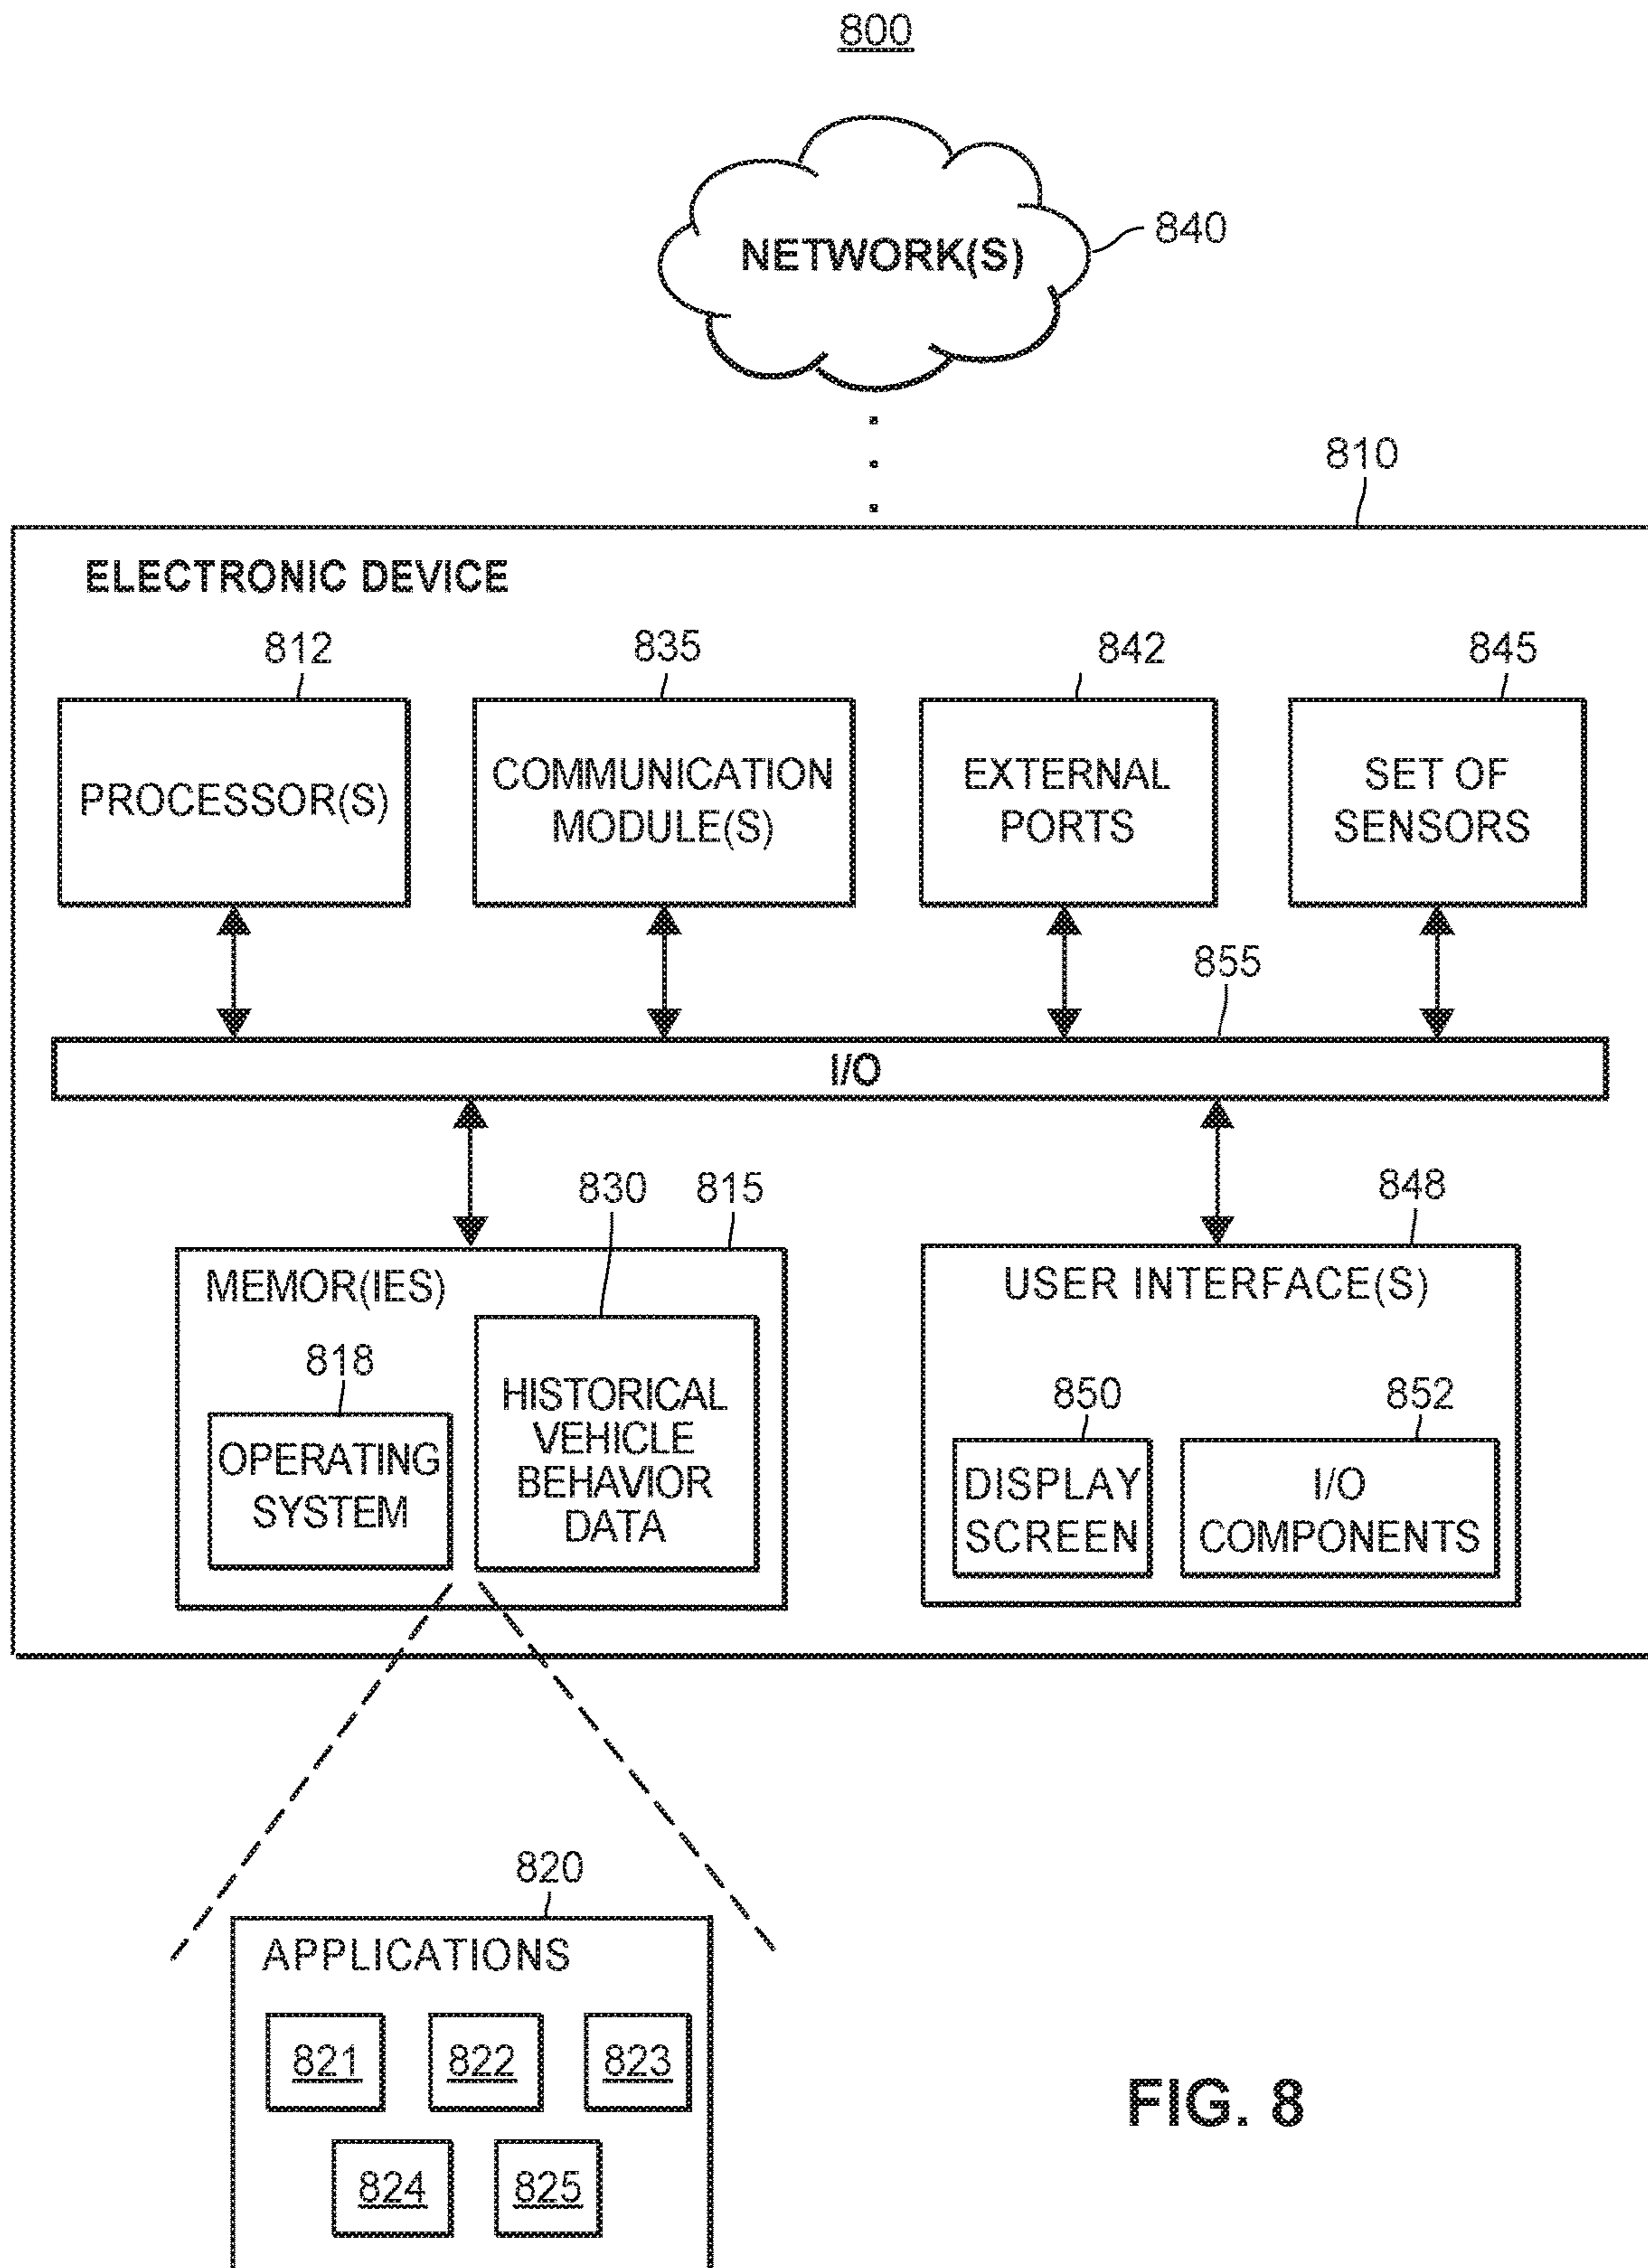 800
NETWORK(S)
840
810
ELECTRONIC DEVICE
812
835
842
845
PROCESSOR(S)
COMMUNICATION
MODULE(S)
EXTERNAL
PORTS
SET OF
SENSORS
855
I/O
830
815
848
MEMOR(IES)
818
OPERATING
SYSTEM
HISTORICAL
VEHICLE
BEHAVIOR
DATA
USER INTERFACE(S)
850
852
DISPLAY
SCREEN
I/O
COMPONENTS
820
APPLICATIONS
821
822
823
824
825
FIG. 8